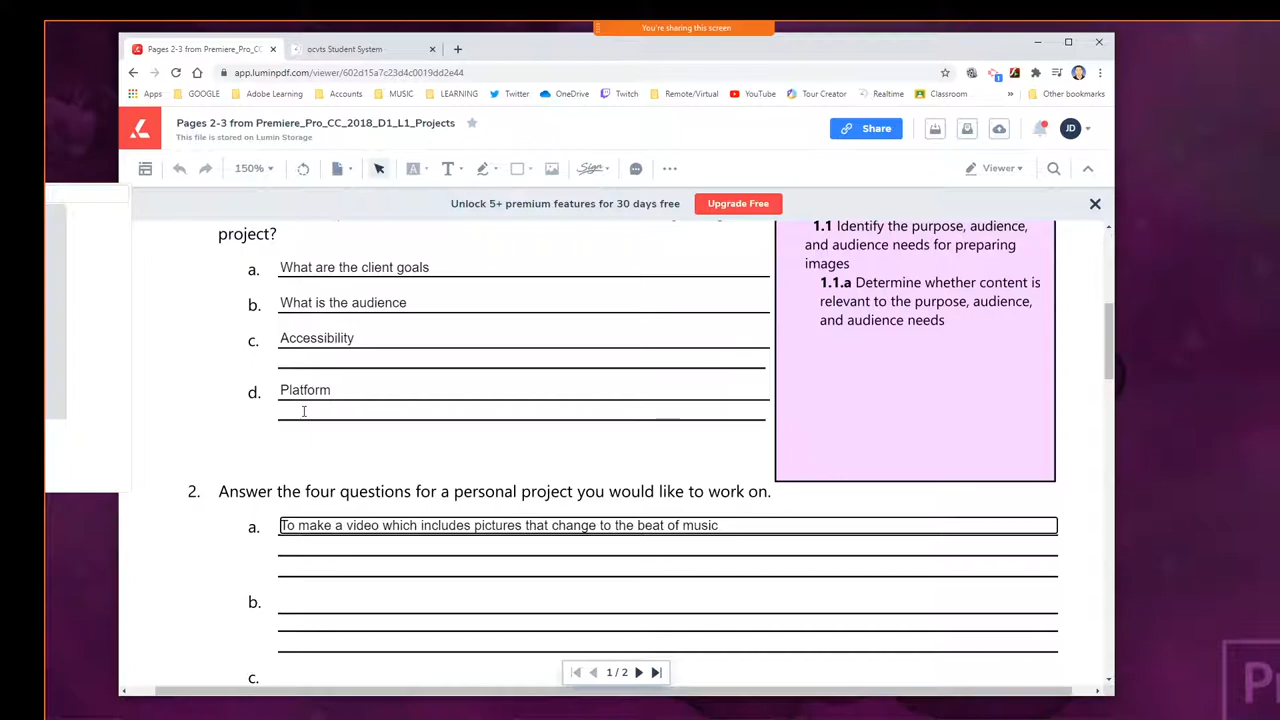 You're sharing this screen
Pages 2-3 from Premiere_Pro_CC
ocvts Student System
app.luminpdf.com/viewer/602d15a7c23d4c0019dd2e44
Apps GOOGLE Adobe Learning Accounts MUSIC LEARNING Twitter OneDrive Twitch Remote/Virtual YouTube Tour Creator Realtime Classroom » Other bookmarks
Pages 2-3 from Premiere_Pro_CC_2018_D1_L1_Projects
This file is stored on Lumin Storage
Share
JD
150%
A
T
Sign
Viewer
Unlock 5+ premium features for 30 days free
Upgrade Free
project?
a. What are the client goals
b. What is the audience
c. Accessibility
d. Platform
1.1 Identify the purpose, audience,
and audience needs for preparing
images
1.1.a Determine whether content is
relevant to the purpose, audience,
and audience needs
2. Answer the four questions for a personal project you would like to work on.
a. To make a video which includes pictures that change to the beat of music
b.
c.
1 / 2